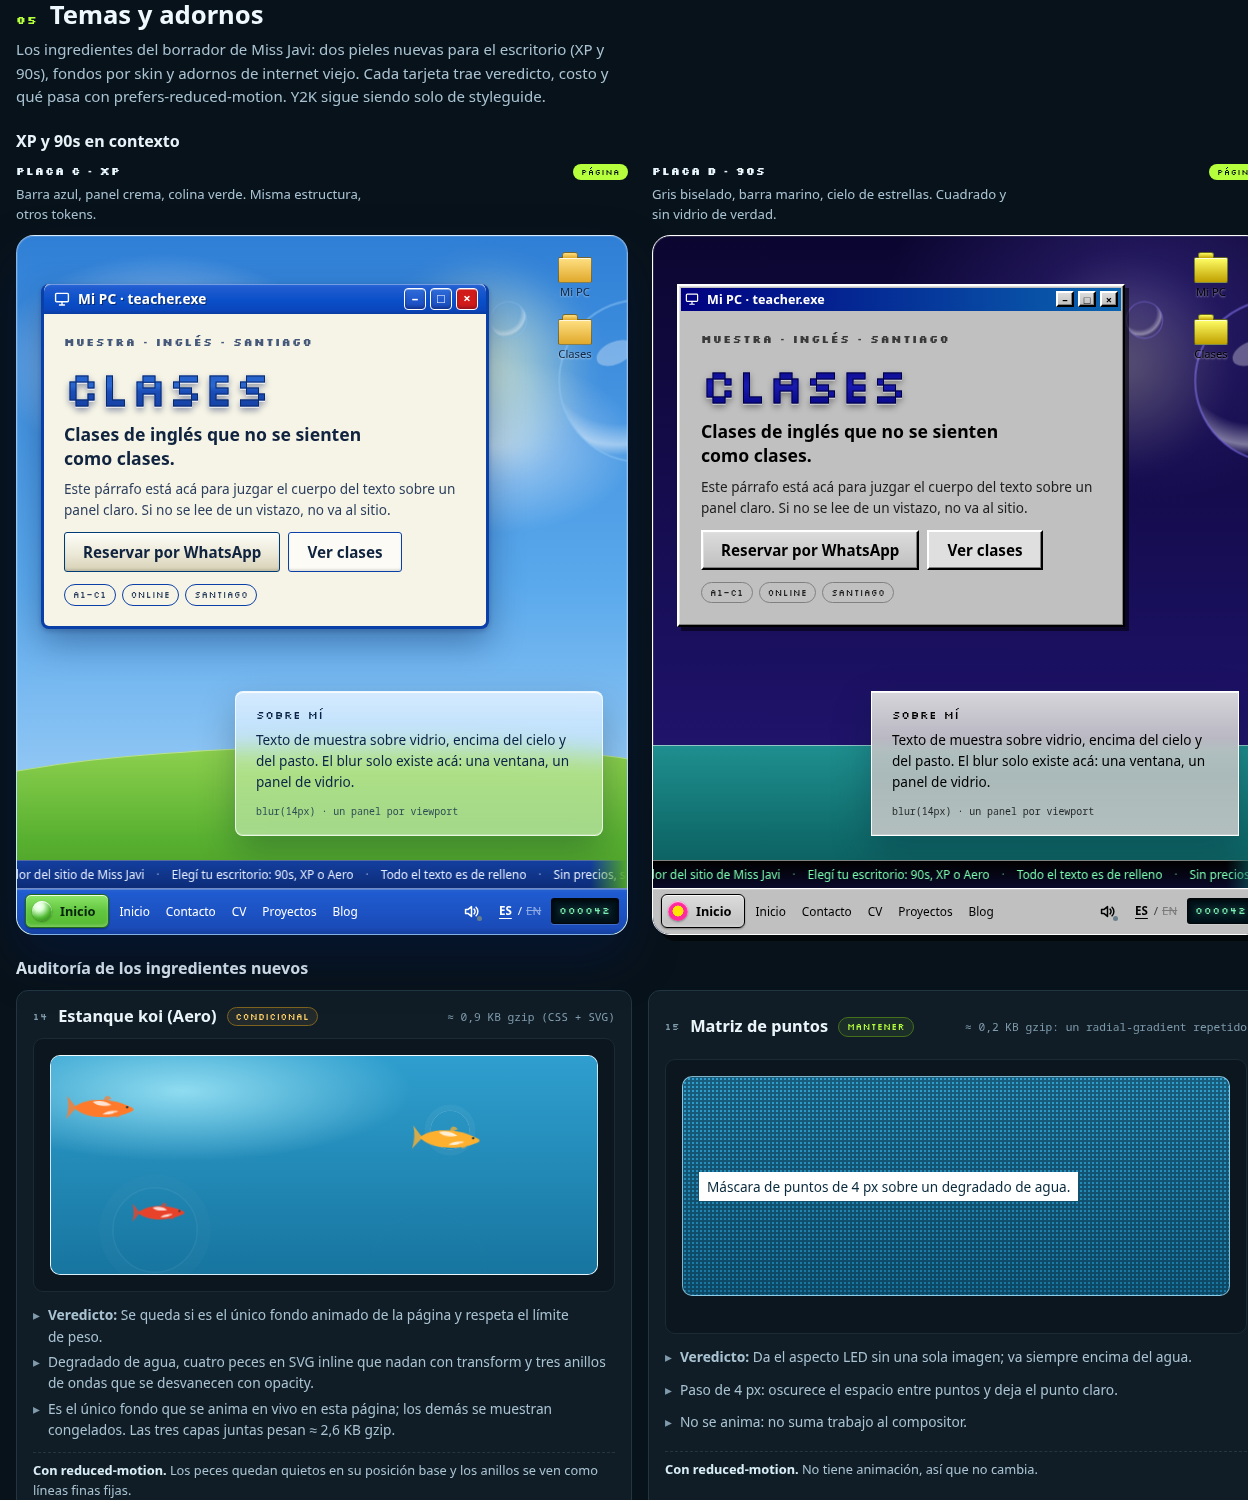 05 Temas y adornos
Los ingredientes del borrador de Miss Javi: dos pieles nuevas para el escritorio (XP y
90s), fondos por skin y adornos de internet viejo. Cada tarjeta trae veredicto, costo y
qué pasa con prefers-reduced-motion. Y2K sigue siendo solo de styleguide.
XP y 90s en contexto
PLACA C · XP
PÁGINA
Barra azul, panel crema, colina verde. Misma estructura,
otros tokens.
Mi PC
Clases
Mi PC · teacher.exe
MUESTRA · INGLÉS · SANTIAGO
CLASES
Clases de inglés que no se sienten
como clases.
Este párrafo está acá para juzgar el cuerpo del texto sobre un
panel claro. Si no se lee de un vistazo, no va al sitio.
Reservar por WhatsApp
Ver clases
A1–C1
ONLINE
SANTIAGO
SOBRE MÍ
Texto de muestra sobre vidrio, encima del cielo y
del pasto. El blur solo existe acá: una ventana, un
panel de vidrio.
blur(14px) · un panel por viewport
lor del sitio de Miss Javi · Elegí tu escritorio: 90s, XP o Aero · Todo el texto es de relleno · Sin precios,
Inicio
Inicio Contacto CV Proyectos Blog
ES / EN
000042
PLACA D · 90S
PÁGIN
Gris biselado, barra marino, cielo de estrellas. Cuadrado y
sin vidrio de verdad.
Mi PC
Clases
Mi PC · teacher.exe
MUESTRA · INGLÉS · SANTIAGO
CLASES
Clases de inglés que no se sienten
como clases.
Este párrafo está acá para juzgar el cuerpo del texto sobre un
panel claro. Si no se lee de un vistazo, no va al sitio.
Reservar por WhatsApp
Ver clases
A1–C1
ONLINE
SANTIAGO
SOBRE MÍ
Texto de muestra sobre vidrio, encima del cielo y
del pasto. El blur solo existe acá: una ventana, un
panel de vidrio.
blur(14px) · un panel por viewport
lor del sitio de Miss Javi · Elegí tu escritorio: 90s, XP o Aero · Todo el texto es de relleno · Sin precios
Inicio
Inicio Contacto CV Proyectos Blog
ES / EN
000042
Auditoría de los ingredientes nuevos
14 Estanque koi (Aero) CONDICIONAL ≈ 0,9 KB gzip (CSS + SVG)
▸ Veredicto: Se queda si es el único fondo animado de la página y respeta el límite
de peso.
▸ Degradado de agua, cuatro peces en SVG inline que nadan con transform y tres anillos
de ondas que se desvanecen con opacity.
▸ Es el único fondo que se anima en vivo en esta página; los demás se muestran
congelados. Las tres capas juntas pesan ≈ 2,6 KB gzip.
Con reduced-motion. Los peces quedan quietos en su posición base y los anillos se ven como
líneas finas fijas.
15 Matriz de puntos MANTENER ≈ 0,2 KB gzip: un radial-gradient repetido
Máscara de puntos de 4 px sobre un degradado de agua.
▸ Veredicto: Da el aspecto LED sin una sola imagen; va siempre encima del agua.
▸ Paso de 4 px: oscurece el espacio entre puntos y deja el punto claro.
▸ No se anima: no suma trabajo al compositor.
Con reduced-motion. No tiene animación, así que no cambia.